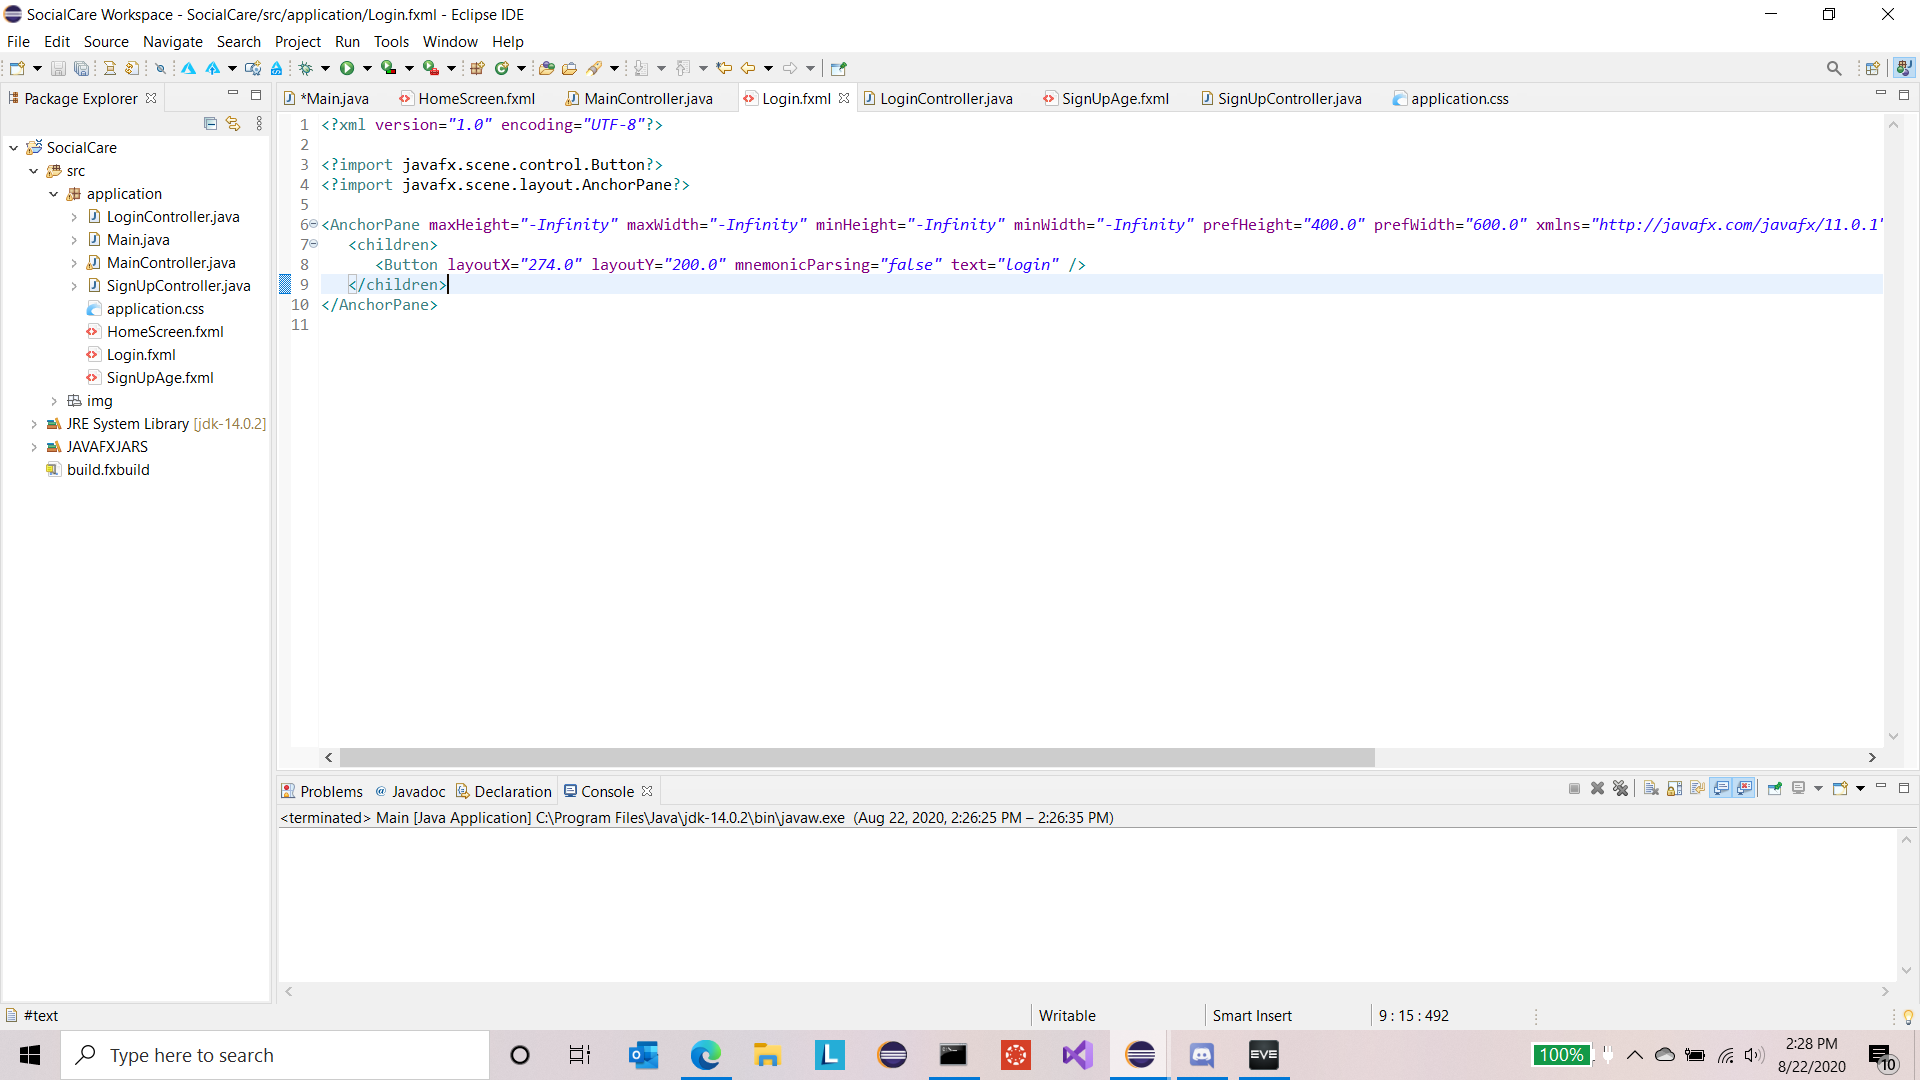 SocialCare Workspace - SocialCare/src/application/Login.fxml - Eclipse IDE
File Edit Source Navigate Search Project Run Tools Window Help
Package Explorer
*Main.java HomeScreen.fxml MainController.java Login.fxml LoginController.java SignUpAge.fxml SignUpController.java application.css
SocialCare
src
application
LoginController.java
Main.java
MainController.java
SignUpController.java
application.css
HomeScreen.fxml
Login.fxml
SignUpAge.fxml
img
JRE System Library [jdk-14.0.2]
JAVAFXJARS
build.fxbuild
1 <?xml version="1.0" encoding="UTF-8"?>
2
3 <?import javafx.scene.control.Button?>
4 <?import javafx.scene.layout.AnchorPane?>
5
6 <AnchorPane maxHeight="-Infinity" maxWidth="-Infinity" minHeight="-Infinity" minWidth="-Infinity" prefHeight="400.0" prefWidth="600.0" xmlns="http://javafx.com/javafx/11.0.1"
7 <children>
8 <Button layoutX="274.0" layoutY="200.0" mnemonicParsing="false" text="login" />
9 </children>
10 </AnchorPane>
11
Problems @ Javadoc Declaration Console
<terminated> Main [Java Application] C:\Program Files\Java\jdk-14.0.2\bin\javaw.exe (Aug 22, 2020, 2:26:25 PM – 2:26:35 PM)
#text Writable Smart Insert 9 : 15 : 492
Type here to search
L
EVE
100%
2:28 PM
8/22/2020
10